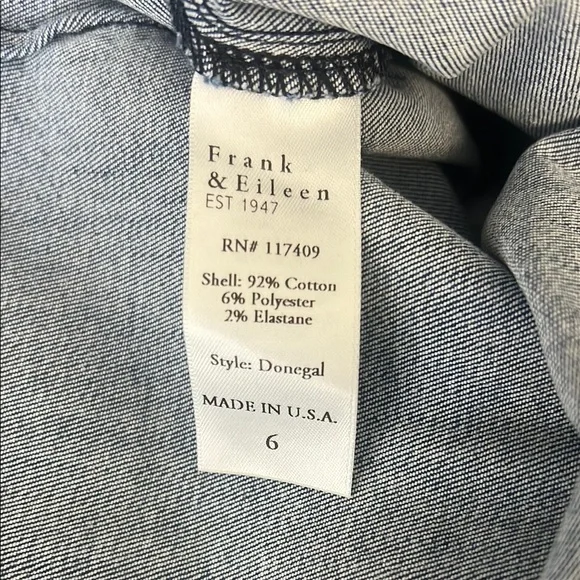 Frank
& Eileen
EST 1947
RN# 117409
Shell: 92% Cotton
6% Polyester
2% Elastane
Style: Donegal
MADE IN U.S.A.
6